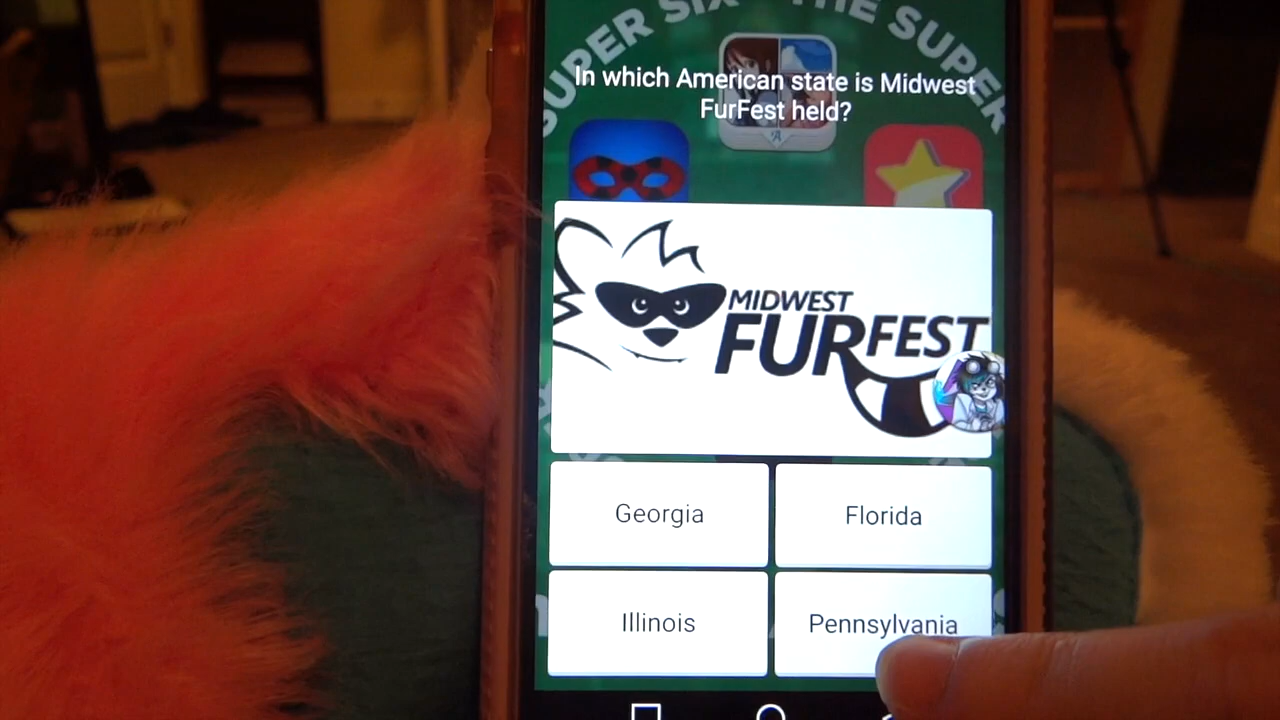 SUPER SIX THE SUPER
In which American state is Midwest
FurFest held?
MIDWEST
FURFEST
Georgia
Florida
Illinois
Pennsylvania